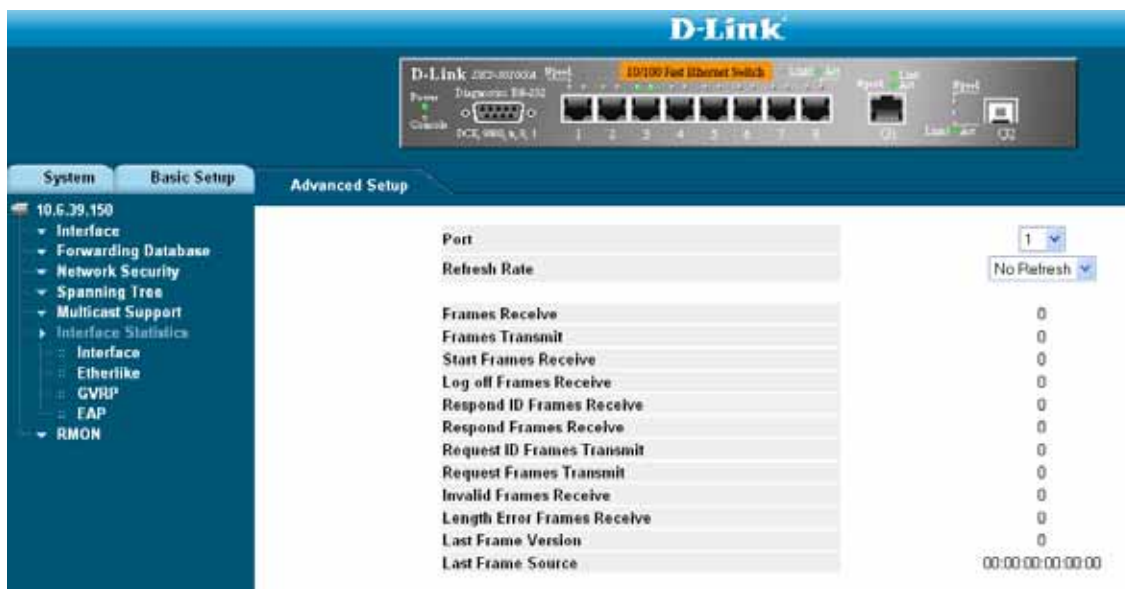 D-Link
D-Link
10/100 Fast Ethernet Switch
Diagnostic RS-232
Power
Console
1 2 3 4 5 6 7 8
G1
G2
System
Basic Setup
Advanced Setup
10.6.39.150
Interface
Forwarding Database
Network Security
Spanning Tree
Multicast Support
Interface Statistics
Interface
Etherlike
GVRP
EAP
RMON
Port 1
Refresh Rate No Refresh
Frames Receive 0
Frames Transmit 0
Start Frames Receive 0
Log off Frames Receive 0
Respond ID Frames Receive 0
Respond Frames Receive 0
Request ID Frames Transmit 0
Request Frames Transmit 0
Invalid Frames Receive 0
Length Error Frames Receive 0
Last Frame Version 0
Last Frame Source 00:00:00:00:00:00